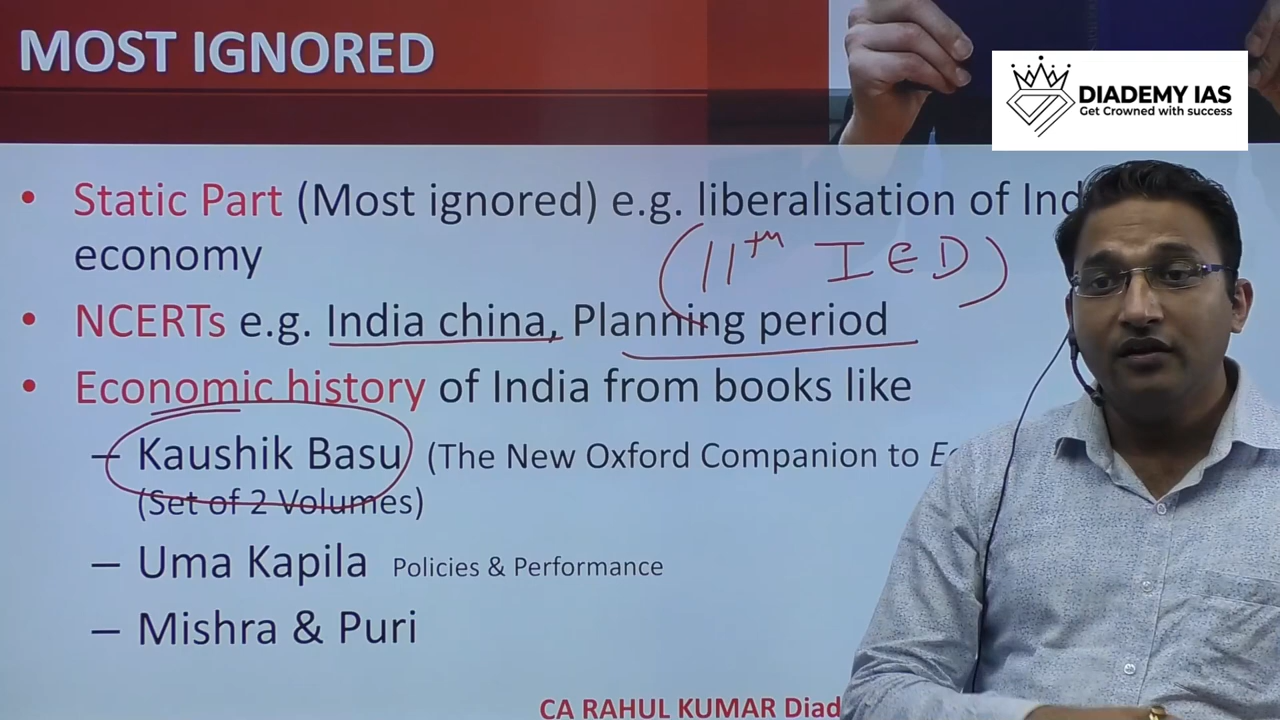 MOST IGNORED
DIADEMY IAS
Get Crowned with success
• Static Part (Most ignored) e.g. liberalisation of Ind
economy
(11th IED)
• NCERTs e.g. India china, Planning period
• Economic history of India from books like
– Kaushik Basu (The New Oxford Companion to Ec
(Set of 2 Volumes)
– Uma Kapila Policies & Performance
– Mishra & Puri
CA RAHUL KUMAR Diad